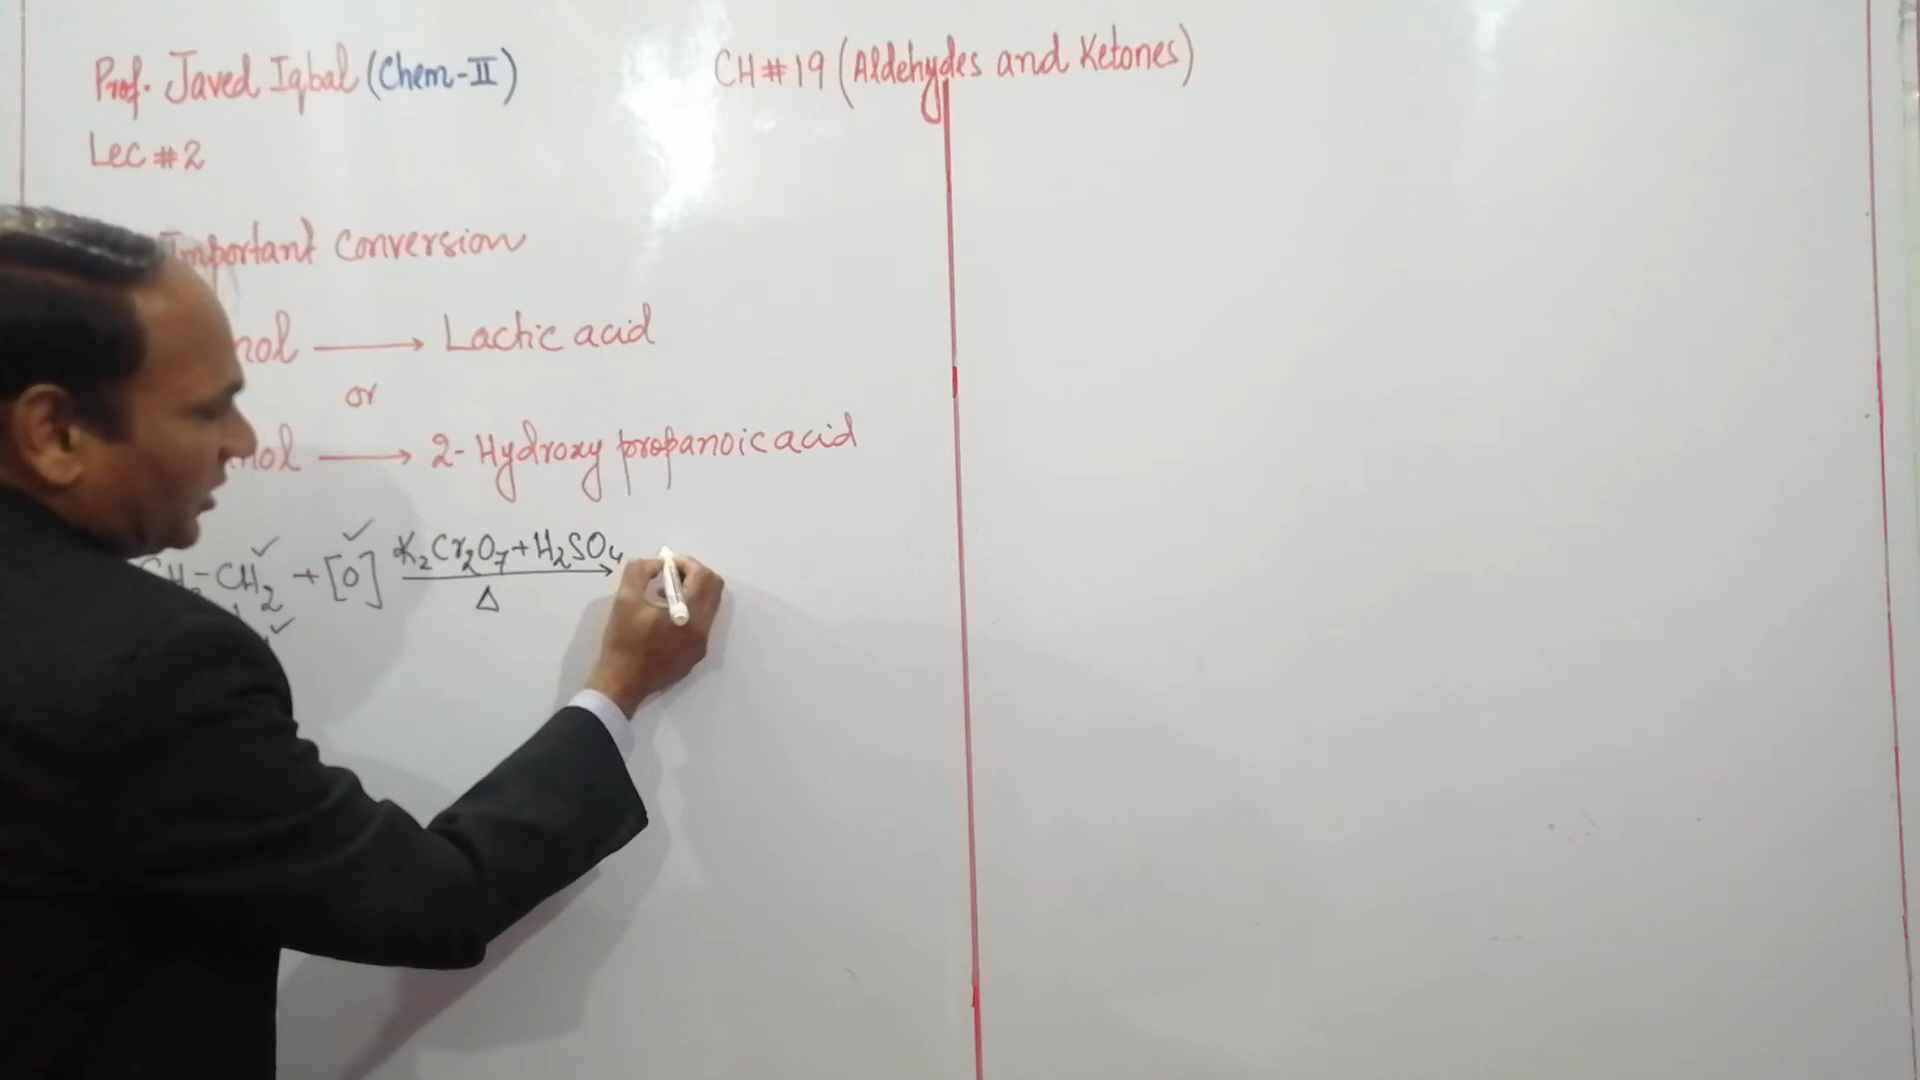 Prof. Javed Iqbal (Chem-II)
CH#19 (Aldehydes and Ketones)
Lec #2
Important Conversion
nol ⟶ Lactic acid
or
nol ⟶ 2-Hydroxy propanoic acid
-CH₂ + [O] K₂Cr₂O₇+H₂SO₄
Δ